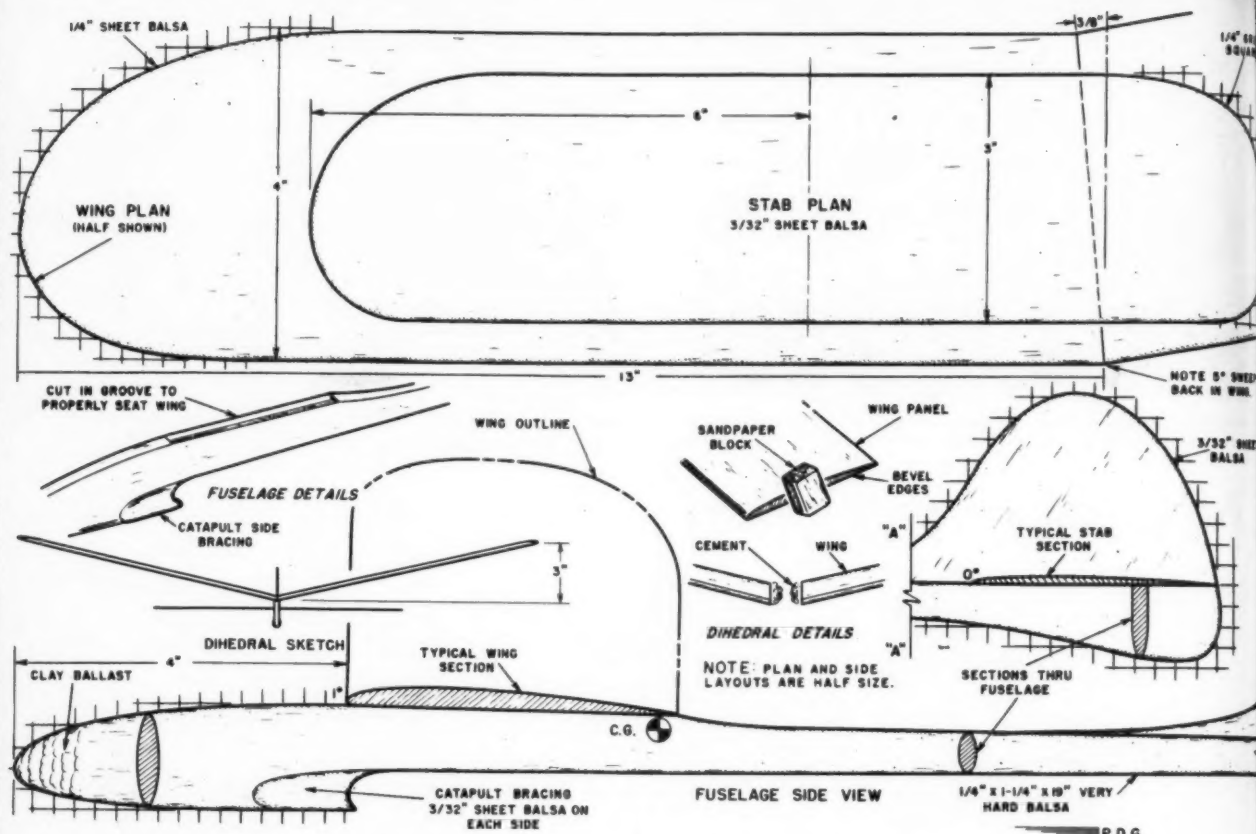 1/4" SHEET BALSA
3/8"
1/4"
4"
6"
3"
WING PLAN
(HALF SHOWN)
STAB PLAN
3/32" SHEET BALSA
13"
NOTE 5° SWEEP
BACK IN WING
CUT IN GROOVE TO
PROPERLY SEAT WING
WING OUTLINE
SANDPAPER
BLOCK
WING PANEL
BEVEL
EDGES
3/32" SHEE
BALSA
FUSELAGE DETAILS
CATAPULT SIDE
BRACING
"A"
TYPICAL STAB
SECTION
CEMENT
WING
0°
3"
DIHEDRAL SKETCH
DIHEDRAL DETAILS
"A"
4"
TYPICAL WING
SECTION
NOTE: PLAN AND SIDE
LAYOUTS ARE HALF SIZE.
SECTIONS THRU
FUSELAGE
CLAY BALLAST
1°
C.G.
CATAPULT BRACING
3/32" SHEET BALSA ON
EACH SIDE
FUSELAGE SIDE VIEW
1/4" X 1-1/4" X 19" VERY
HARD BALSA
P.D.G.